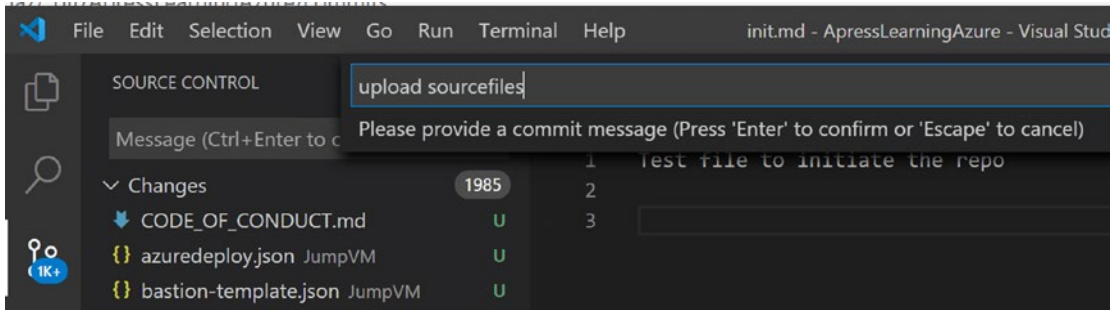 File Edit Selection View Go Run Terminal Help init.md - ApressLearningAzure - Visual Stud
SOURCE CONTROL
upload sourcefiles
Please provide a commit message (Press 'Enter' to confirm or 'Escape' to cancel)
Message (Ctrl+Enter to c
1 Test file to initiate the repo
Changes 1985
2
CODE_OF_CONDUCT.md U
3
1K+
{} azuredeploy.json JumpVM U
{} bastion-template.json JumpVM U